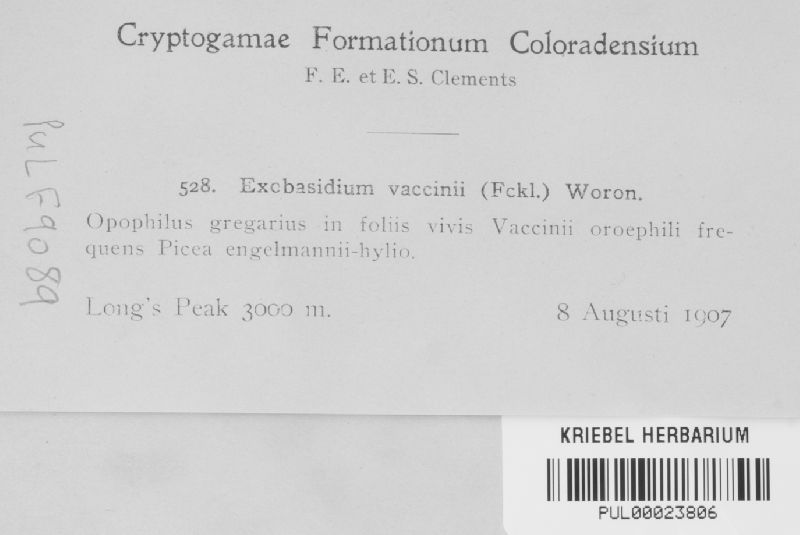 Cryptogamae Formationum Coloradensium
F. E. et E. S. Clements
528. Exobasidium vaccinii (Fckl.) Woron.
Opophilus gregarius in foliis vivis Vaccinii oroephili fre-
quens Picea engelmannii-hylio.
Long's Peak 3000 m.
8 Augusti 1907
PUL F9089
KRIEBEL HERBARIUM
PUL00023806